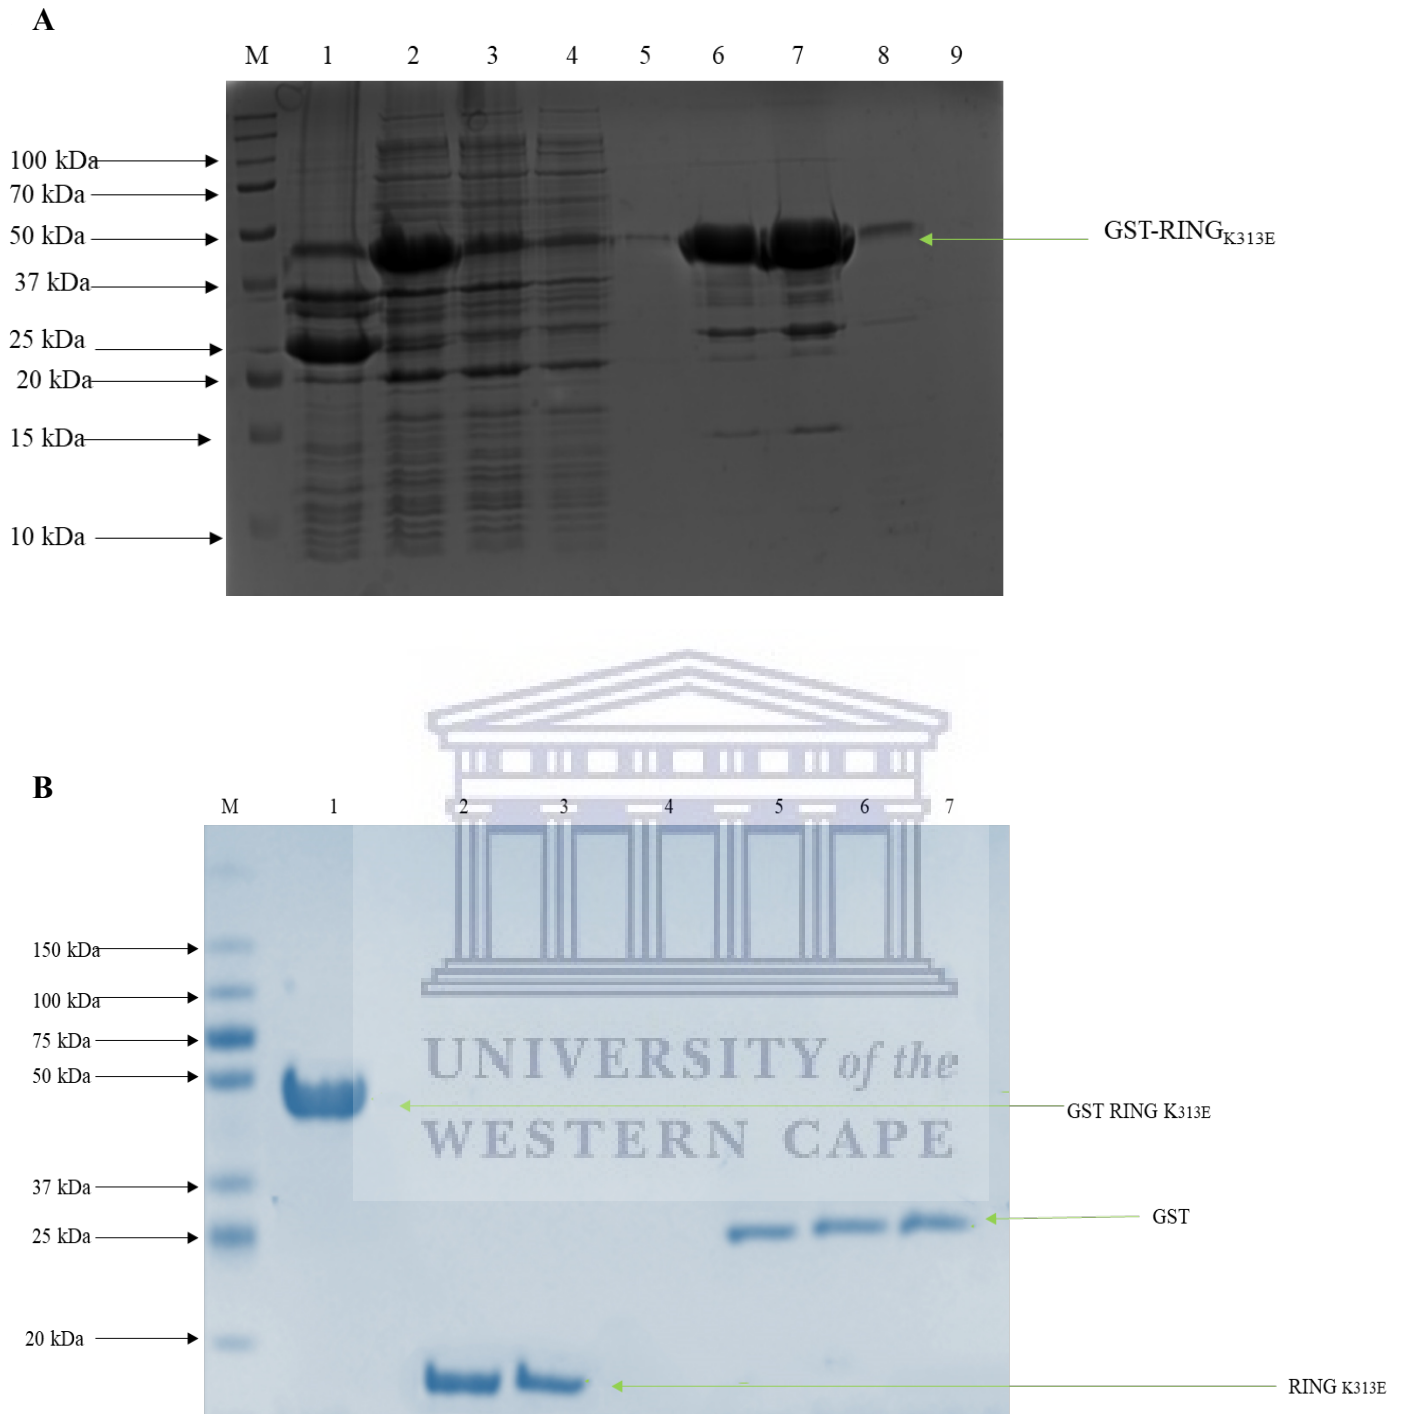 A
M 1 2 3 4 5 6 7 8 9
100 kDa
70 kDa
50 kDa
GST-RINGK313E
37 kDa
25 kDa
20 kDa
15 kDa
10 kDa
B
M 1 2 3 4 5 6 7
150 kDa
100 kDa
75 kDa
50 kDa
UNIVERSITY of the
GST RING K313E
WESTERN CAPE
37 kDa
GST
25 kDa
20 kDa
RING K313E